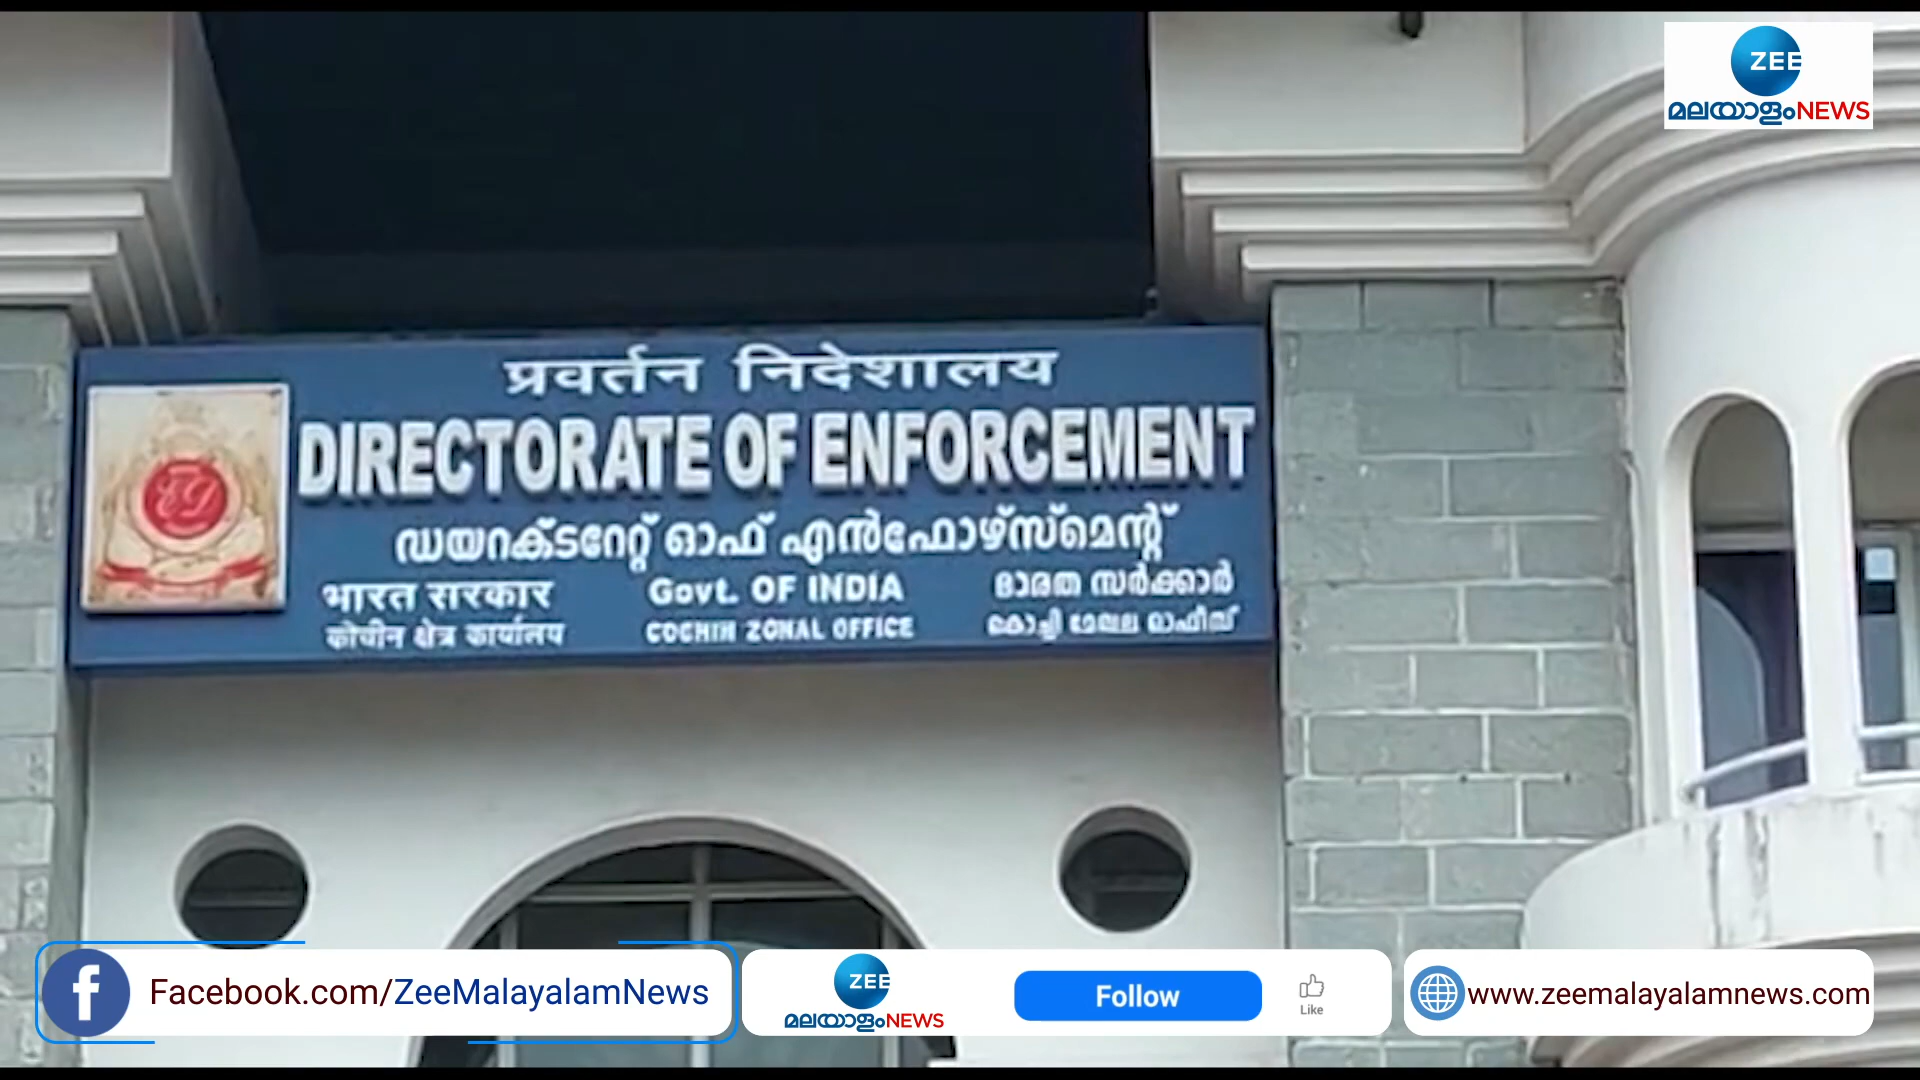 ZEE
മലയാളംNEWS
प्रवर्तन निदेशालय
DIRECTORATE OF ENFORCEMENT
ED
ഡയറക്ടറേറ്റ് ഓഫ് എൻഫോഴ്സ്മെന്റ്
भारत सरकार Govt. OF INDIA ഭാരത സർക്കാർ
कोचीन क्षेत्र कार्यालय COCHIN ZONAL OFFICE കൊച്ചി മേഖല ഓഫീസ്
f Facebook.com/ZeeMalayalamNews
ZEE
മലയാളംNEWS
Follow
Like
www.zeemalayalamnews.com